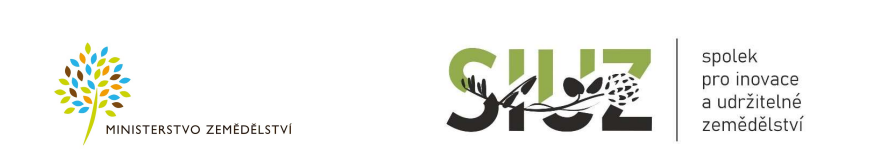 MINISTERSTVO ZEMĚDĚLSTVÍ
SIUZ
spolek
pro inovace
a udržitelné
zemědělství